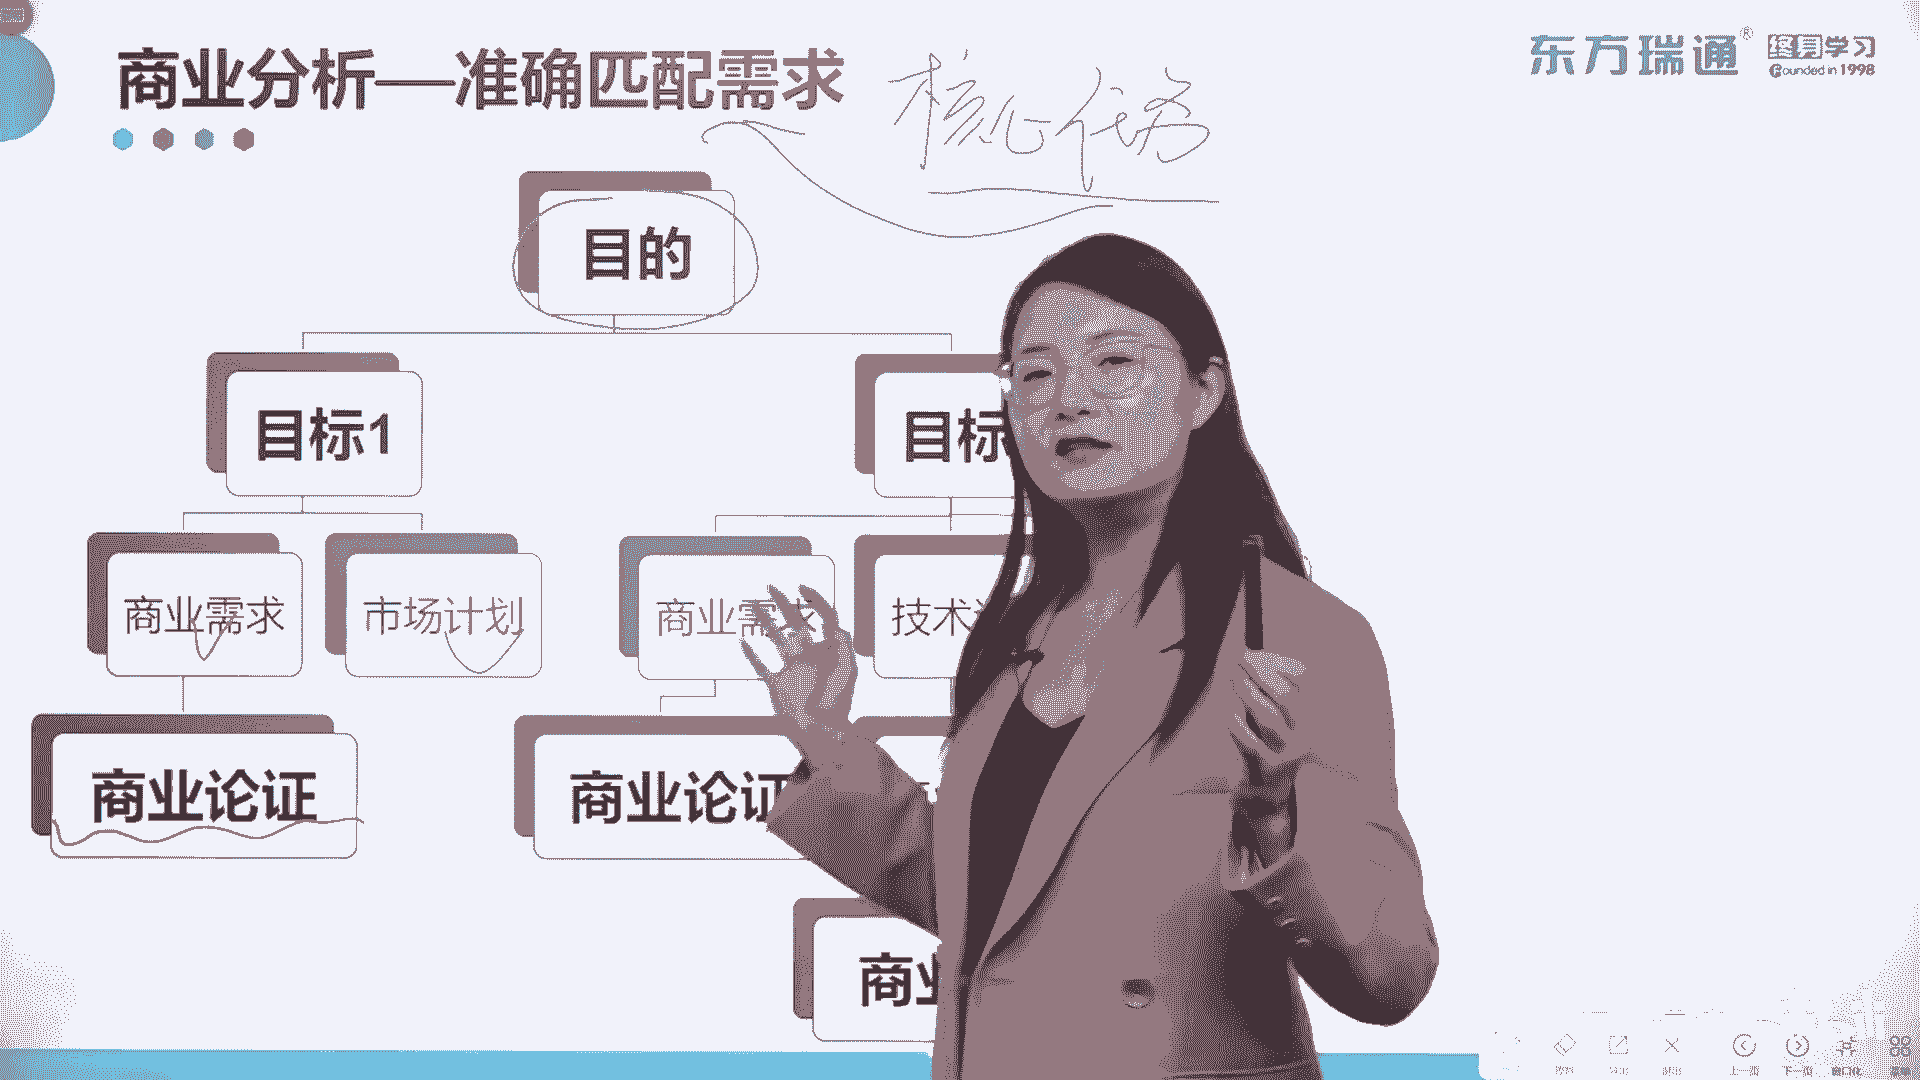 商业分析—准确匹配需求
核心任务
东方瑞通®
终身学习
Founded in 1998
目的
目标1
目标
商业需求
市场计划
商业需求
技术
商业论证
商业论证
商业
上一页
下一页